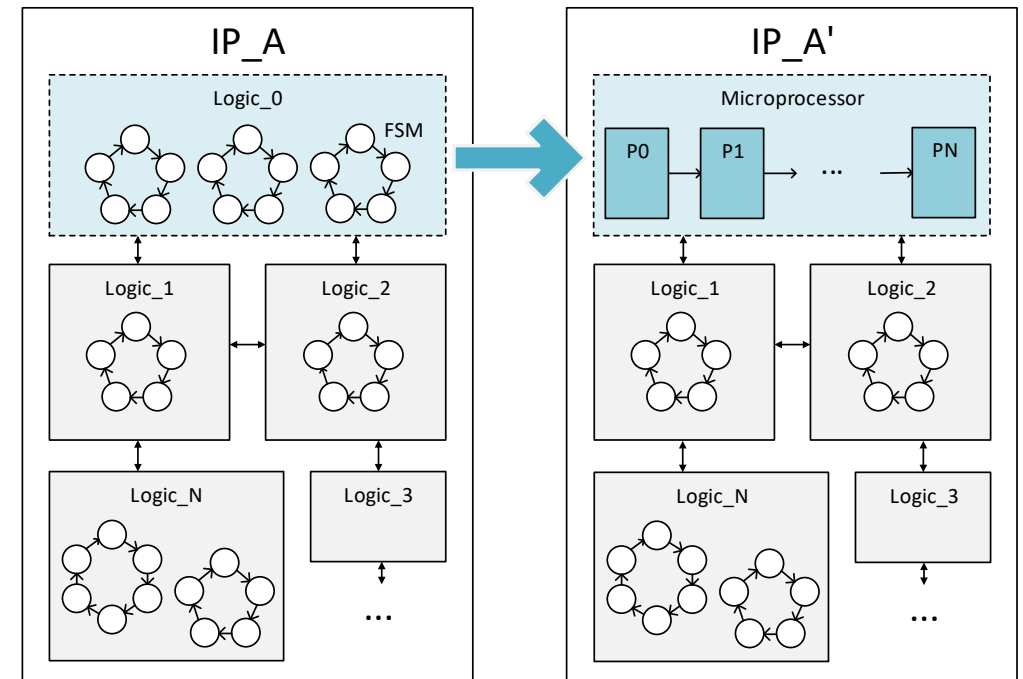 IP_A
Logic_0
FSM
Logic_1
Logic_2
Logic_N
Logic_3
...
IP_A'
Microprocessor
P0
P1
...
PN
Logic_1
Logic_2
Logic_N
Logic_3
...